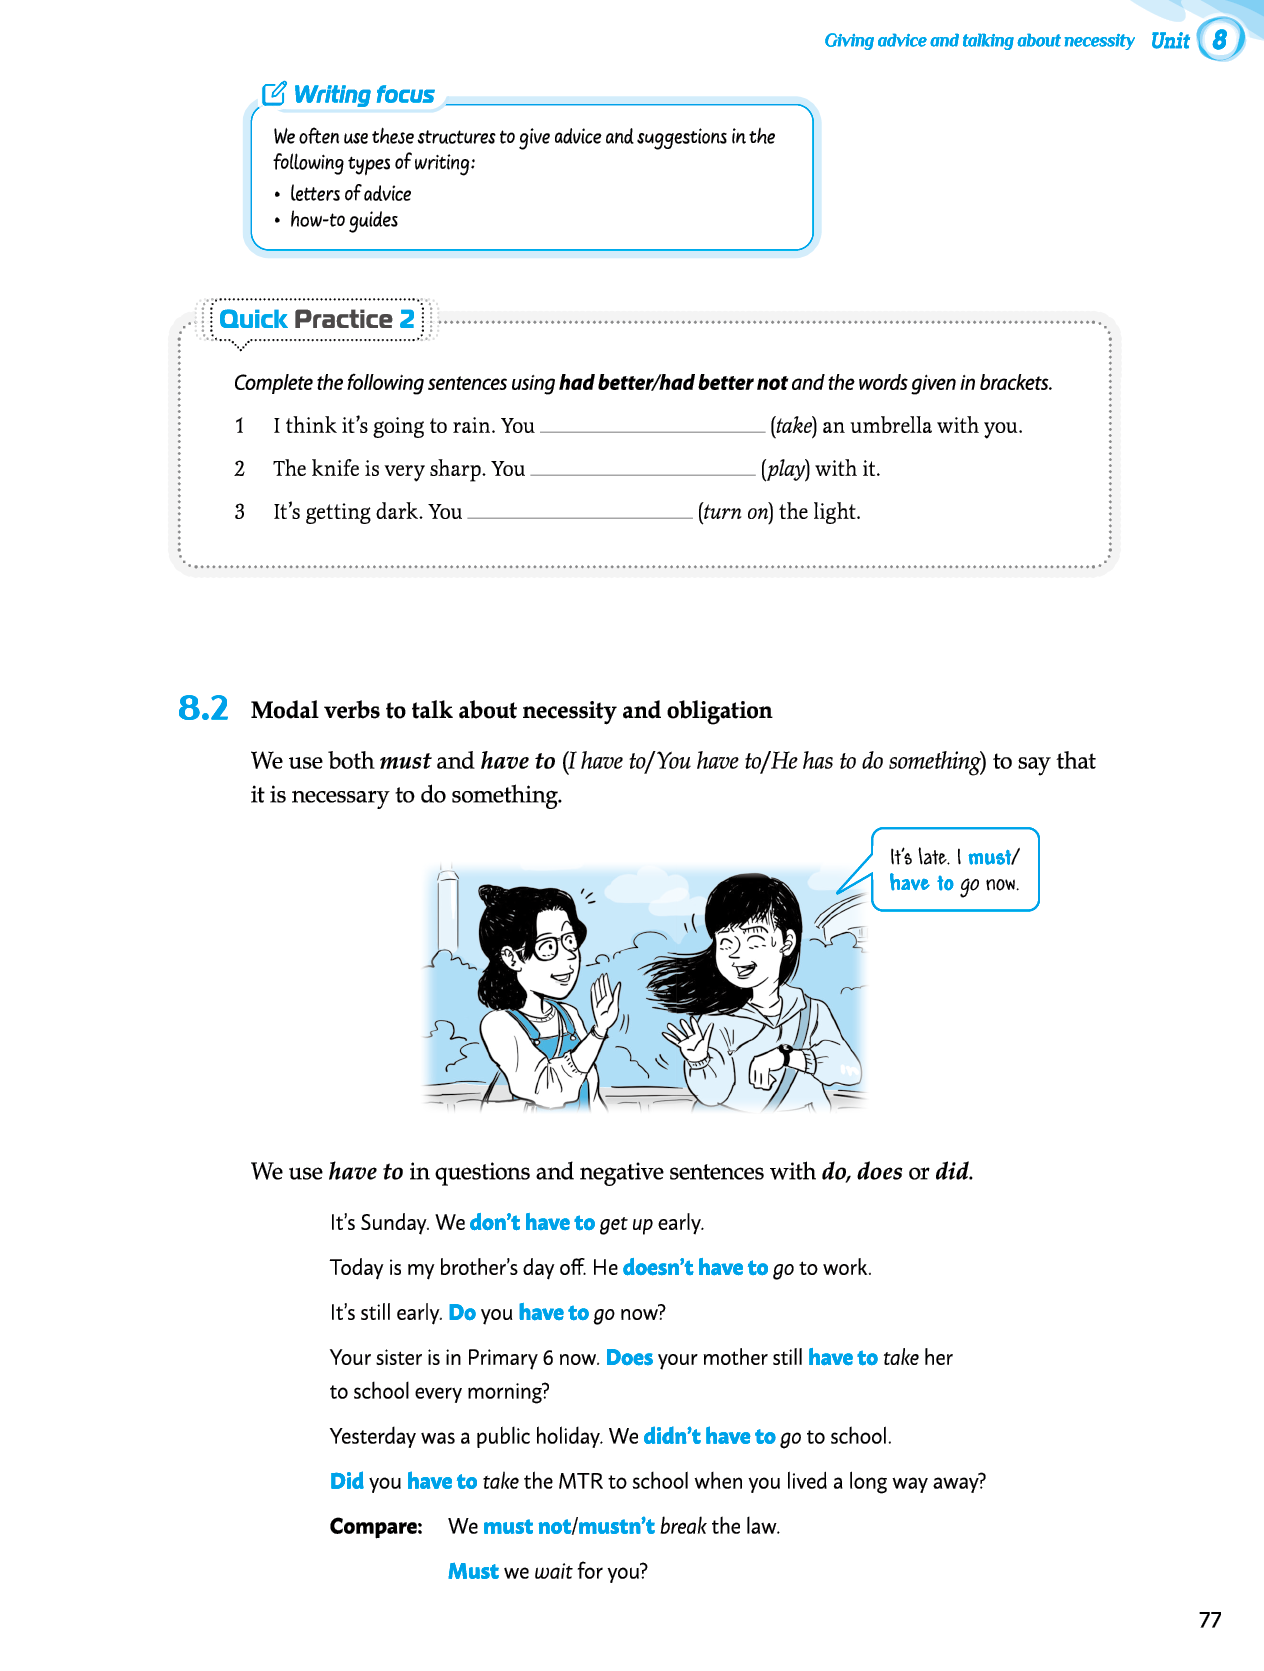 Giving advice and talking about necessity Unit 8
Writing focus
We often use these structures to give advice and suggestions in the
following types of writing:
• letters of advice
• how-to guides
Quick Practice 2
Complete the following sentences using had better/had better not and the words given in brackets.
1 I think it's going to rain. You ____________________ (take) an umbrella with you.
2 The knife is very sharp. You ____________________ (play) with it.
3 It's getting dark. You ____________________ (turn on) the light.
8.2 Modal verbs to talk about necessity and obligation
We use both must and have to (I have to/You have to/He has to do something) to say that
it is necessary to do something.
It's late. I must/
have to go now.
We use have to in questions and negative sentences with do, does or did.
It's Sunday. We don't have to get up early.
Today is my brother's day off. He doesn't have to go to work.
It's still early. Do you have to go now?
Your sister is in Primary 6 now. Does your mother still have to take her
to school every morning?
Yesterday was a public holiday. We didn't have to go to school.
Did you have to take the MTR to school when you lived a long way away?
Compare: We must not/mustn't break the law.
Must we wait for you?
77